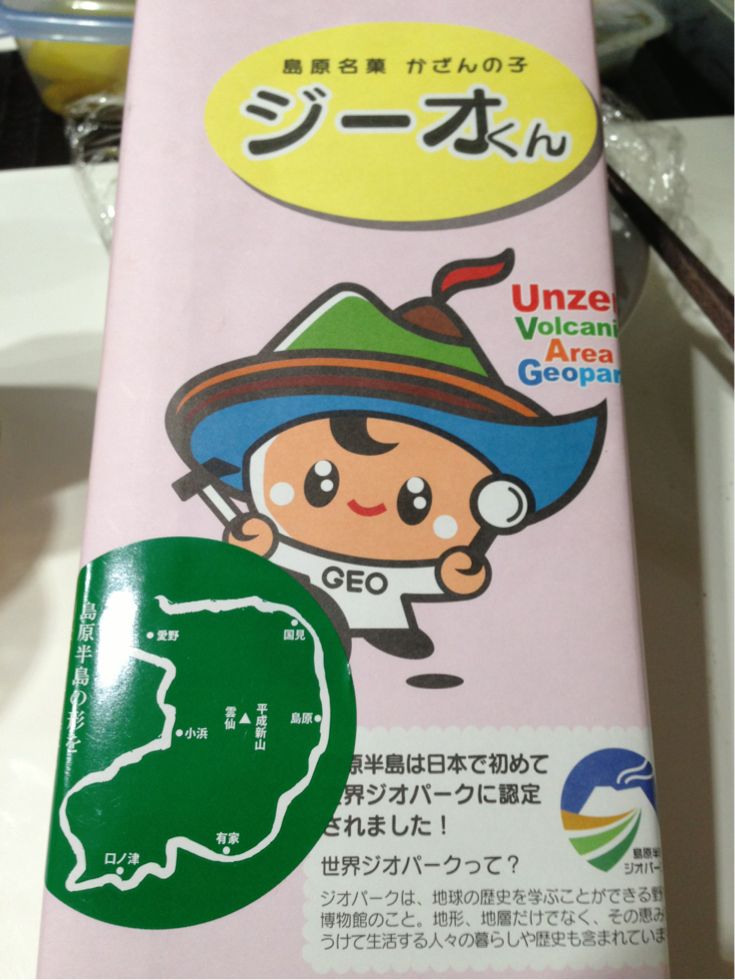 島原名菓 かざんの子
ジーオくん
Unze
Volcani
Area
Geopar
GEO
島原半島の形を
愛野
国見
雲仙
平成新山
島原
小浜
有家
口ノ津
原半島は日本で初めて
界ジオパークに認定
されました！
世界ジオパークって？
ジオパークは、地球の歴史を学ぶことができる野
博物館のこと。地形、地層だけでなく、その恵み
うけて生活する人々の暮らしや歴史も含まれていま
島原半
ジオパー